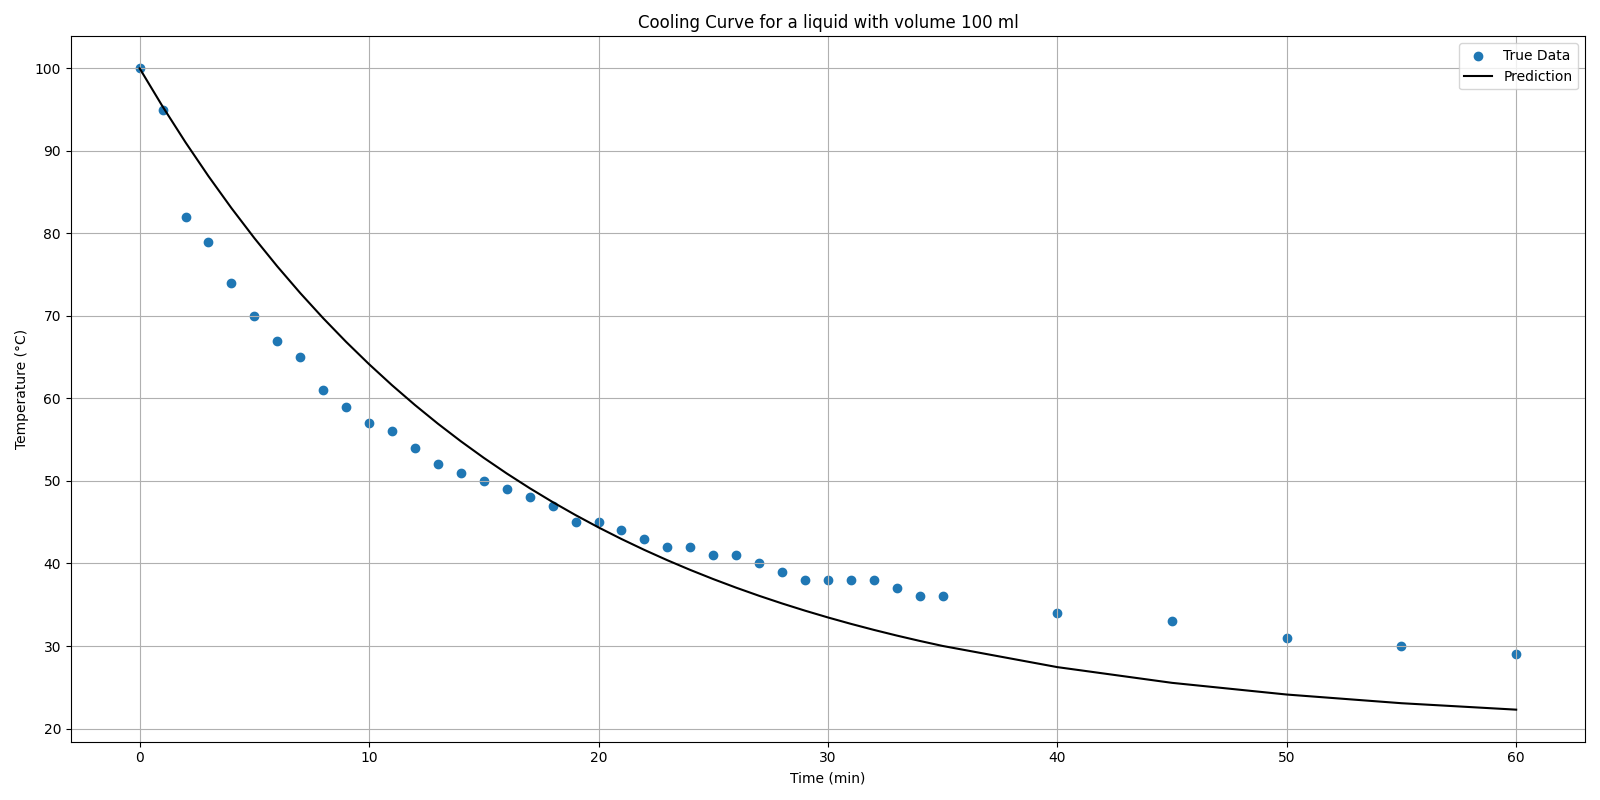 Cooling Curve for a liquid with volume 100 ml
True Data
Prediction
100
90
80
70
60
50
40
30
20
Temperature (°C)
0 10 20 30 40 50 60
Time (min)